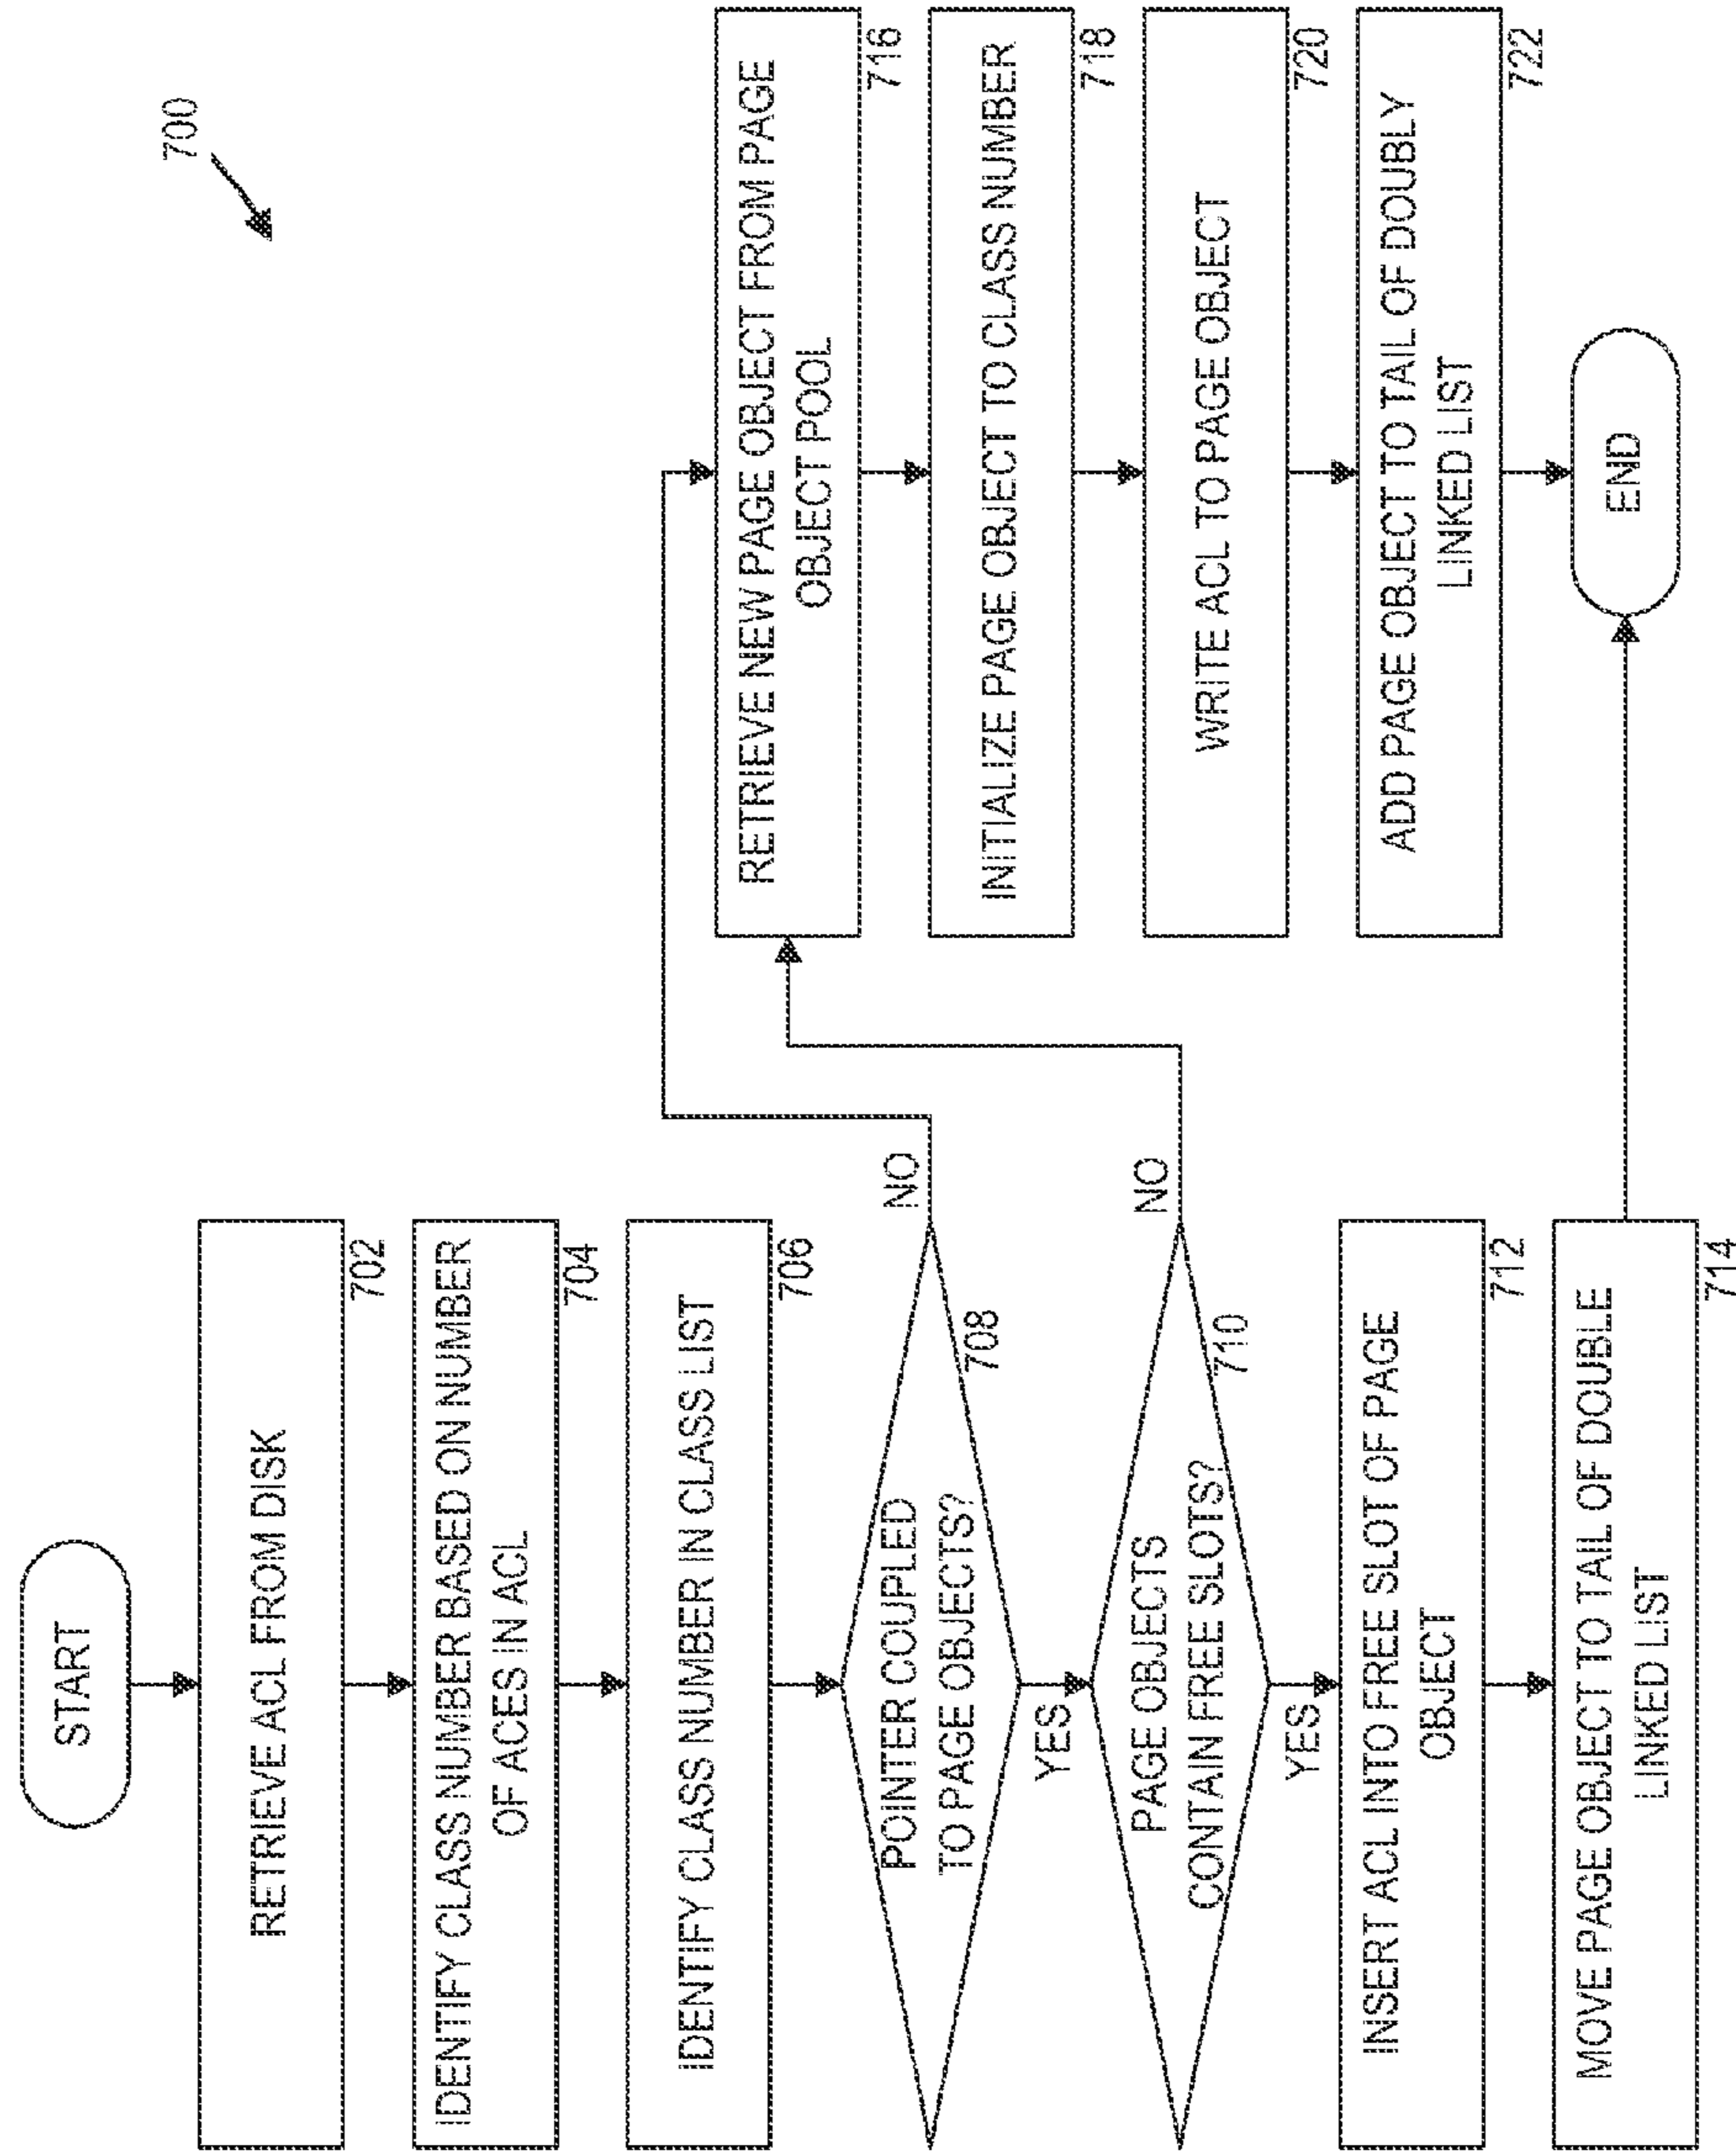 700
START
RETRIEVE ACL FROM DISK
702
IDENTIFY CLASS NUMBER BASED ON NUMBER
OF ACES IN ACL
704
IDENTIFY CLASS NUMBER IN CLASS LIST
706
POINTER COUPLED
TO PAGE OBJECTS?
708
NO
YES
PAGE OBJECTS
CONTAIN FREE SLOTS?
710
NO
YES
INSERT ACL INTO FREE SLOT OF PAGE
OBJECT
712
MOVE PAGE OBJECT TO TAIL OF DOUBLE
LINKED LIST
714
RETRIEVE NEW PAGE OBJECT FROM PAGE
OBJECT POOL
716
INITIALIZE PAGE OBJECT TO CLASS NUMBER
718
WRITE ACL TO PAGE OBJECT
720
ADD PAGE OBJECT TO TAIL OF DOUBLY
LINKED LIST
722
END